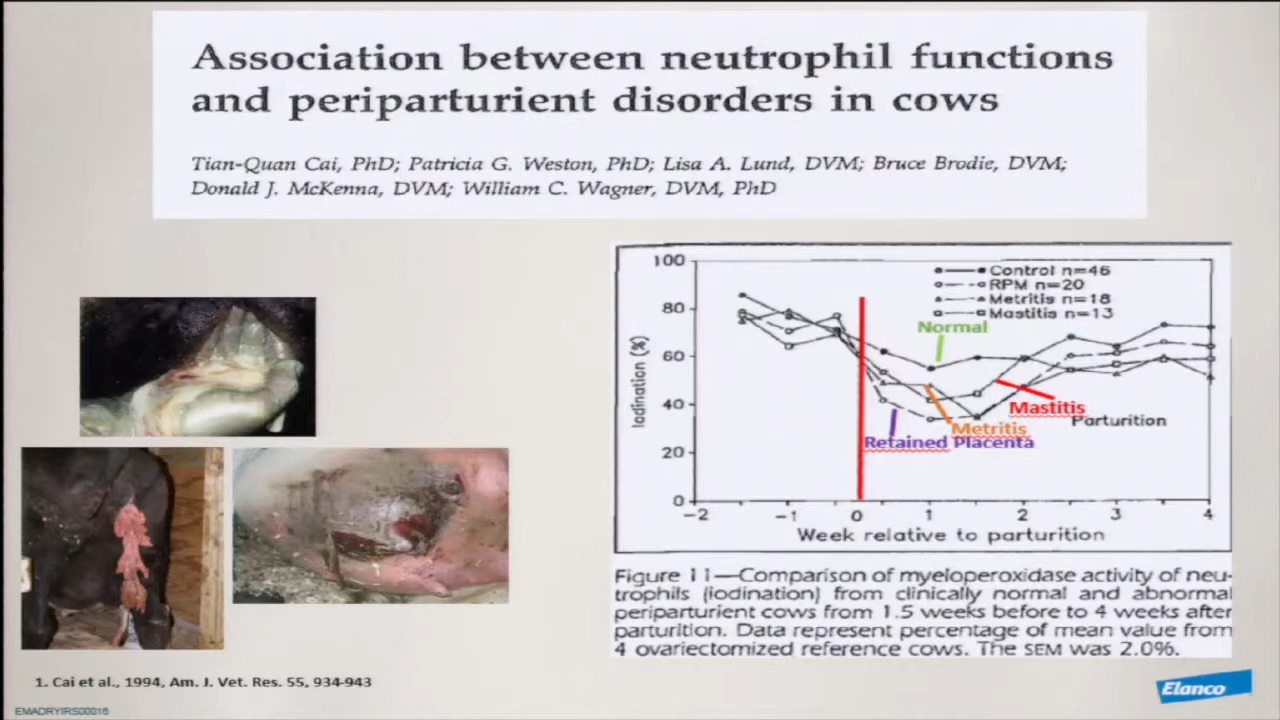 Association between neutrophil functions
and periparturient disorders in cows
Tian-Quan Cai, PhD; Patricia G. Weston, PhD; Lisa A. Lund, DVM; Bruce Brodie, DVM;
Donald J. McKenna, DVM; William C. Wagner, DVM, PhD
100
80
60
40
20
0
Iodination (%)
Control n=46
RPM n=20
Metritis n=18
Mastitis n=13
Normal
Mastitis
Parturition
Metritis
Retained Placenta
-2 -1 0 1 2 3 4
Week relative to parturition
Figure 11—Comparison of myeloperoxidase activity of neu-
trophils (iodination) from clinically normal and abnormal
periparturient cows from 1.5 weeks before to 4 weeks after
parturition. Data represent percentage of mean value from
4 ovariectomized reference cows. The SEM was 2.0%.
1. Cai et al., 1994, Am. J. Vet. Res. 55, 934-943
Elanco
EMADRYIRS00016